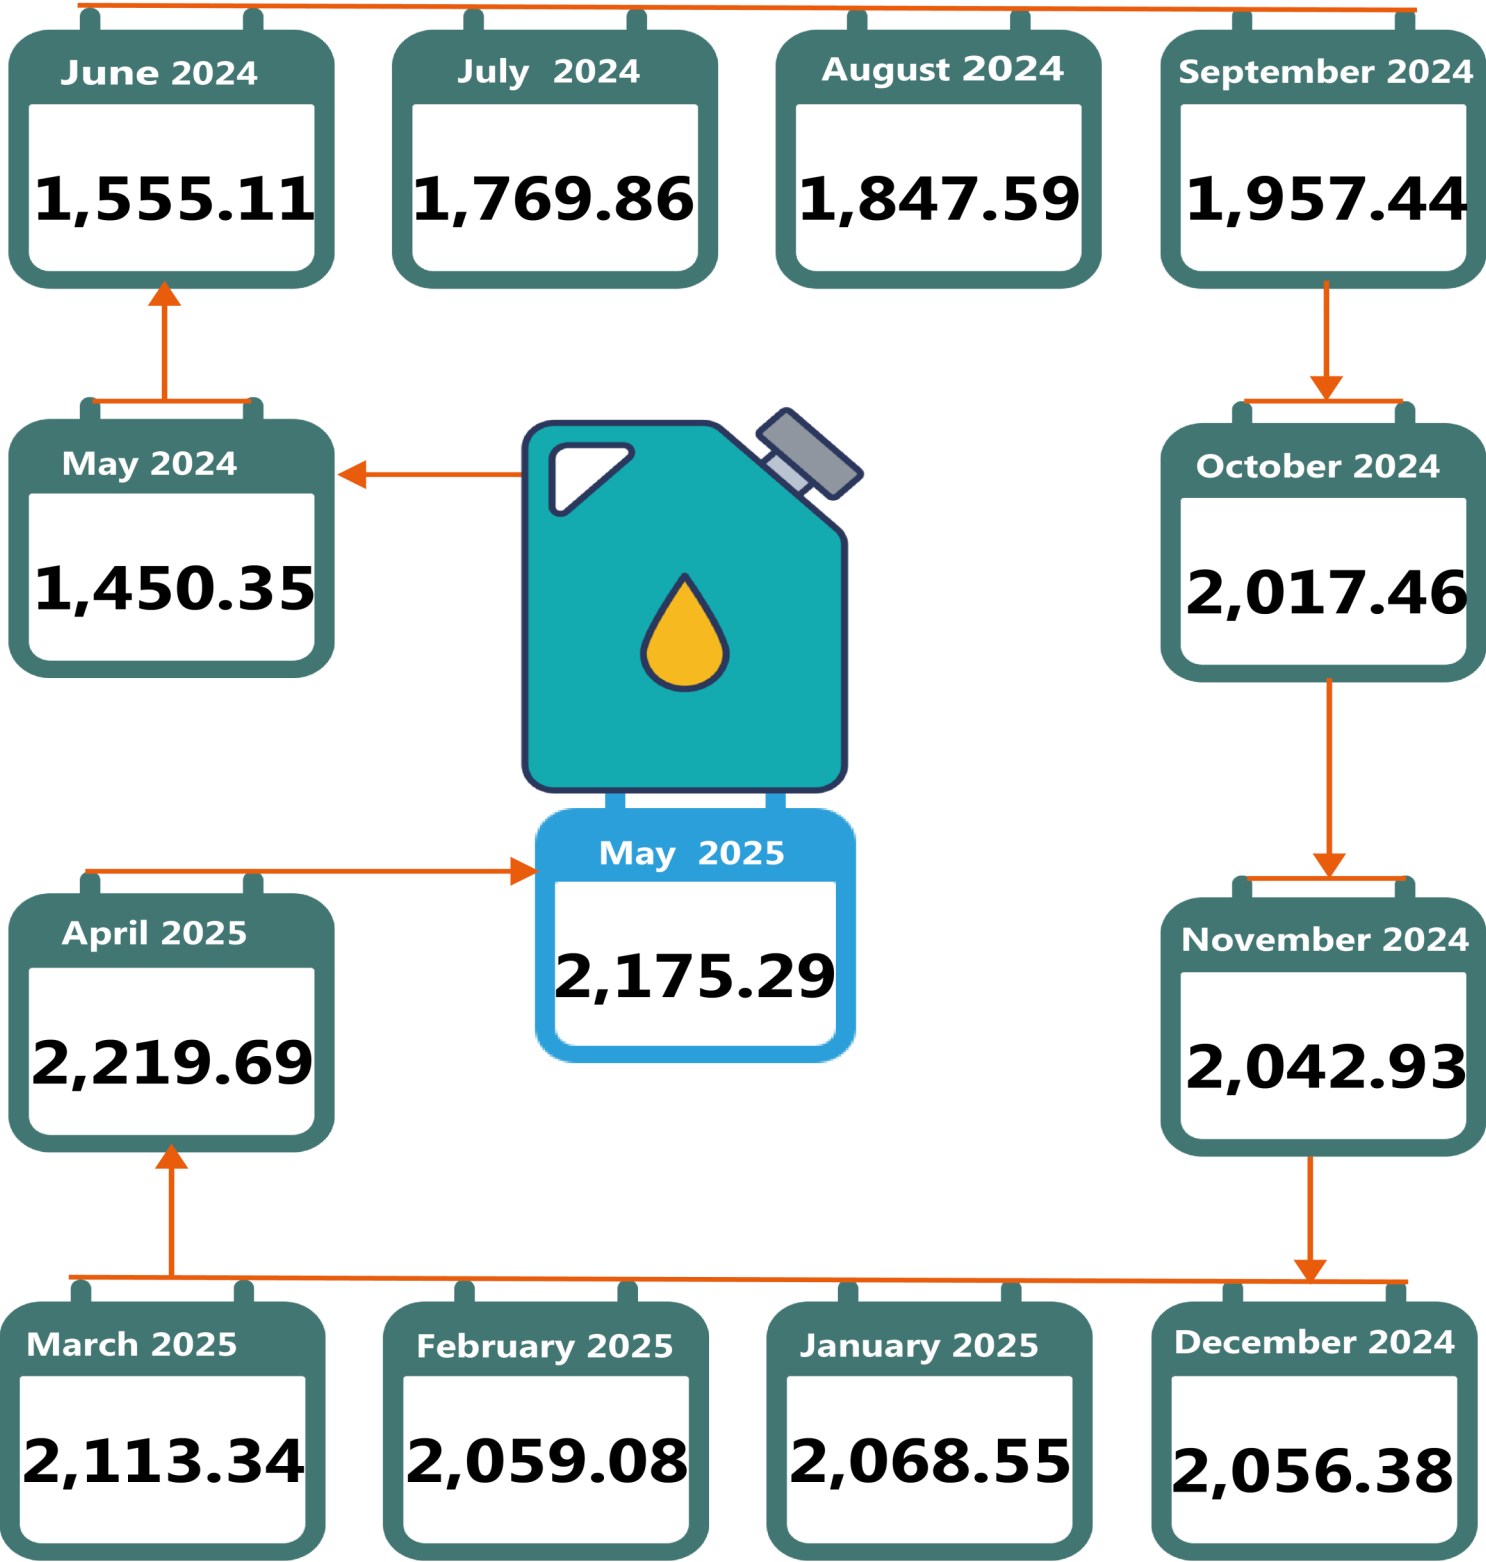 June 2024
1,555.11
July 2024
1,769.86
August 2024
1,847.59
September 2024
1,957.44
May 2024
1,450.35
October 2024
2,017.46
May 2025
2,175.29
April 2025
2,219.69
November 2024
2,042.93
March 2025
2,113.34
February 2025
2,059.08
January 2025
2,068.55
December 2024
2,056.38